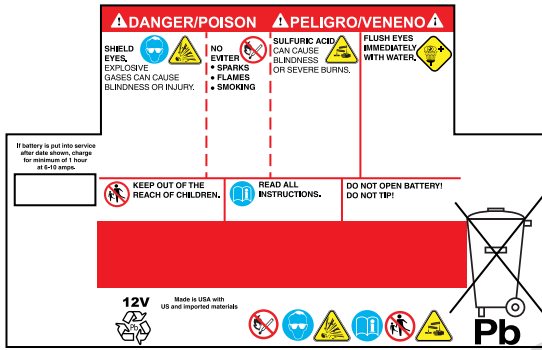 DANGER/POISON PELIGRO/VENENO
SHIELD
EYES.
EXPLOSIVE
GASES CAN CAUSE
BLINDNESS OR INJURY.
NO
EVITER
• SPARKS
• FLAMES
• SMOKING
SULFURIC ACID
CAN CAUSE
BLINDNESS
OR SEVERE BURNS.
FLUSH EYES
IMMEDIATELY
WITH WATER.
If battery is put into service
after date shown, charge
for minimum of 1 hour
at 6-10 amps.
KEEP OUT OF THE
REACH OF CHILDREN.
READ ALL
INSTRUCTIONS.
DO NOT OPEN BATTERY!
DO NOT TIP!
12V
Pb
Made is USA with
US and imported materials
Pb